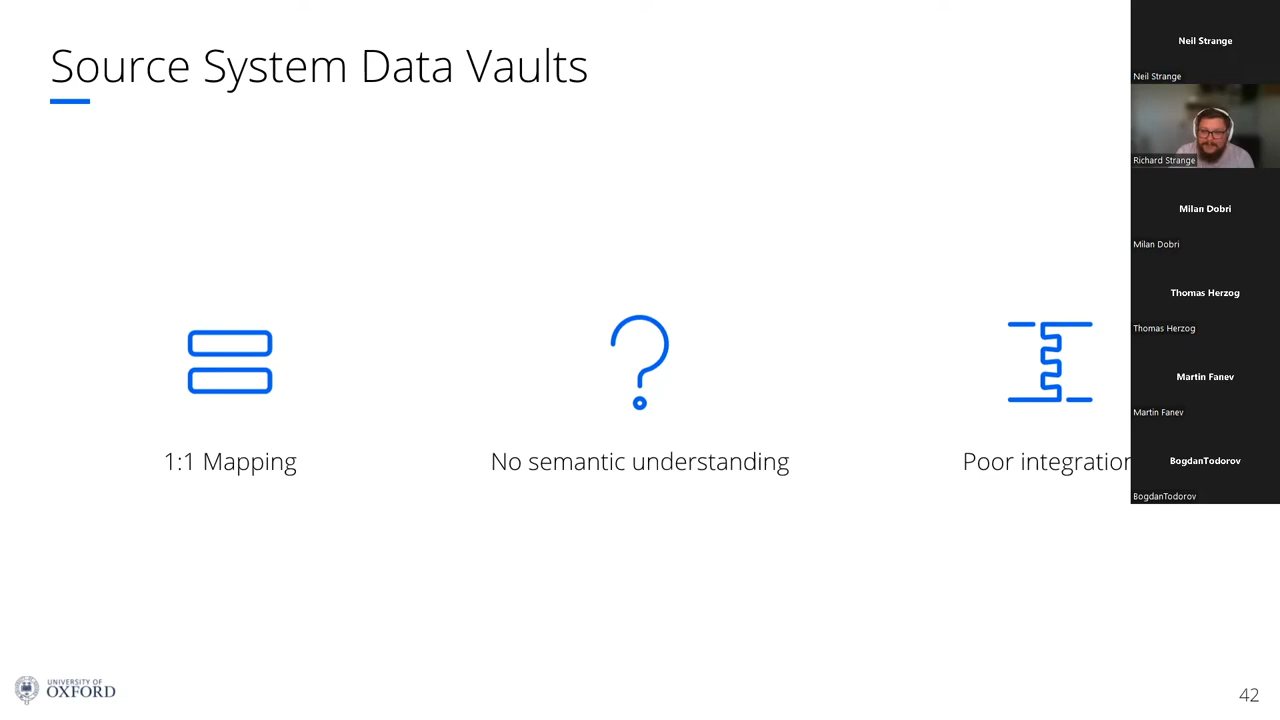 Source System Data Vaults
1:1 Mapping
No semantic understanding
Poor integration
UNIVERSITY OF
OXFORD
42
Neil Strange
Neil Strange
Richard Strange
Milan Dobri
Milan Dobri
Thomas Herzog
Thomas Herzog
Martin Fanev
Martin Fanev
BogdanTodorov
BogdanTodorov